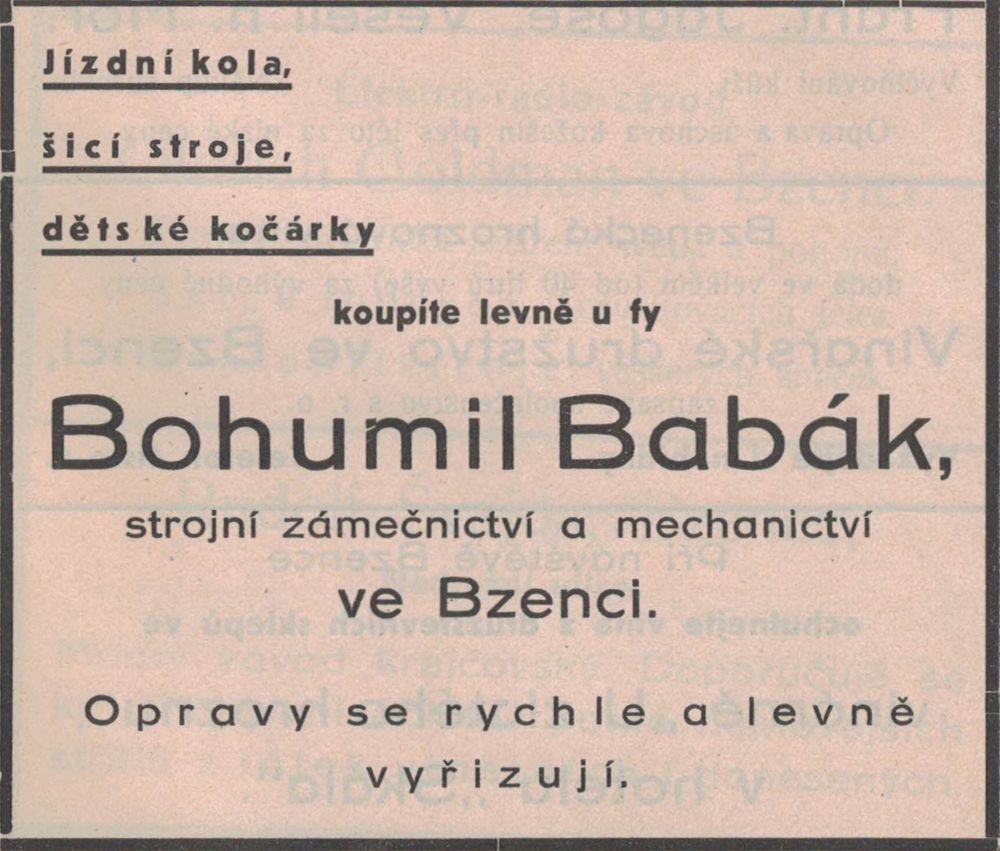 Jízdní kola,
šicí stroje,
dětské kočárky
koupíte levně u fy
Bohumil Babák,
strojní zámečnictví a mechanictví
ve Bzenci.
Opravy se rychle a levně
vyřizují.